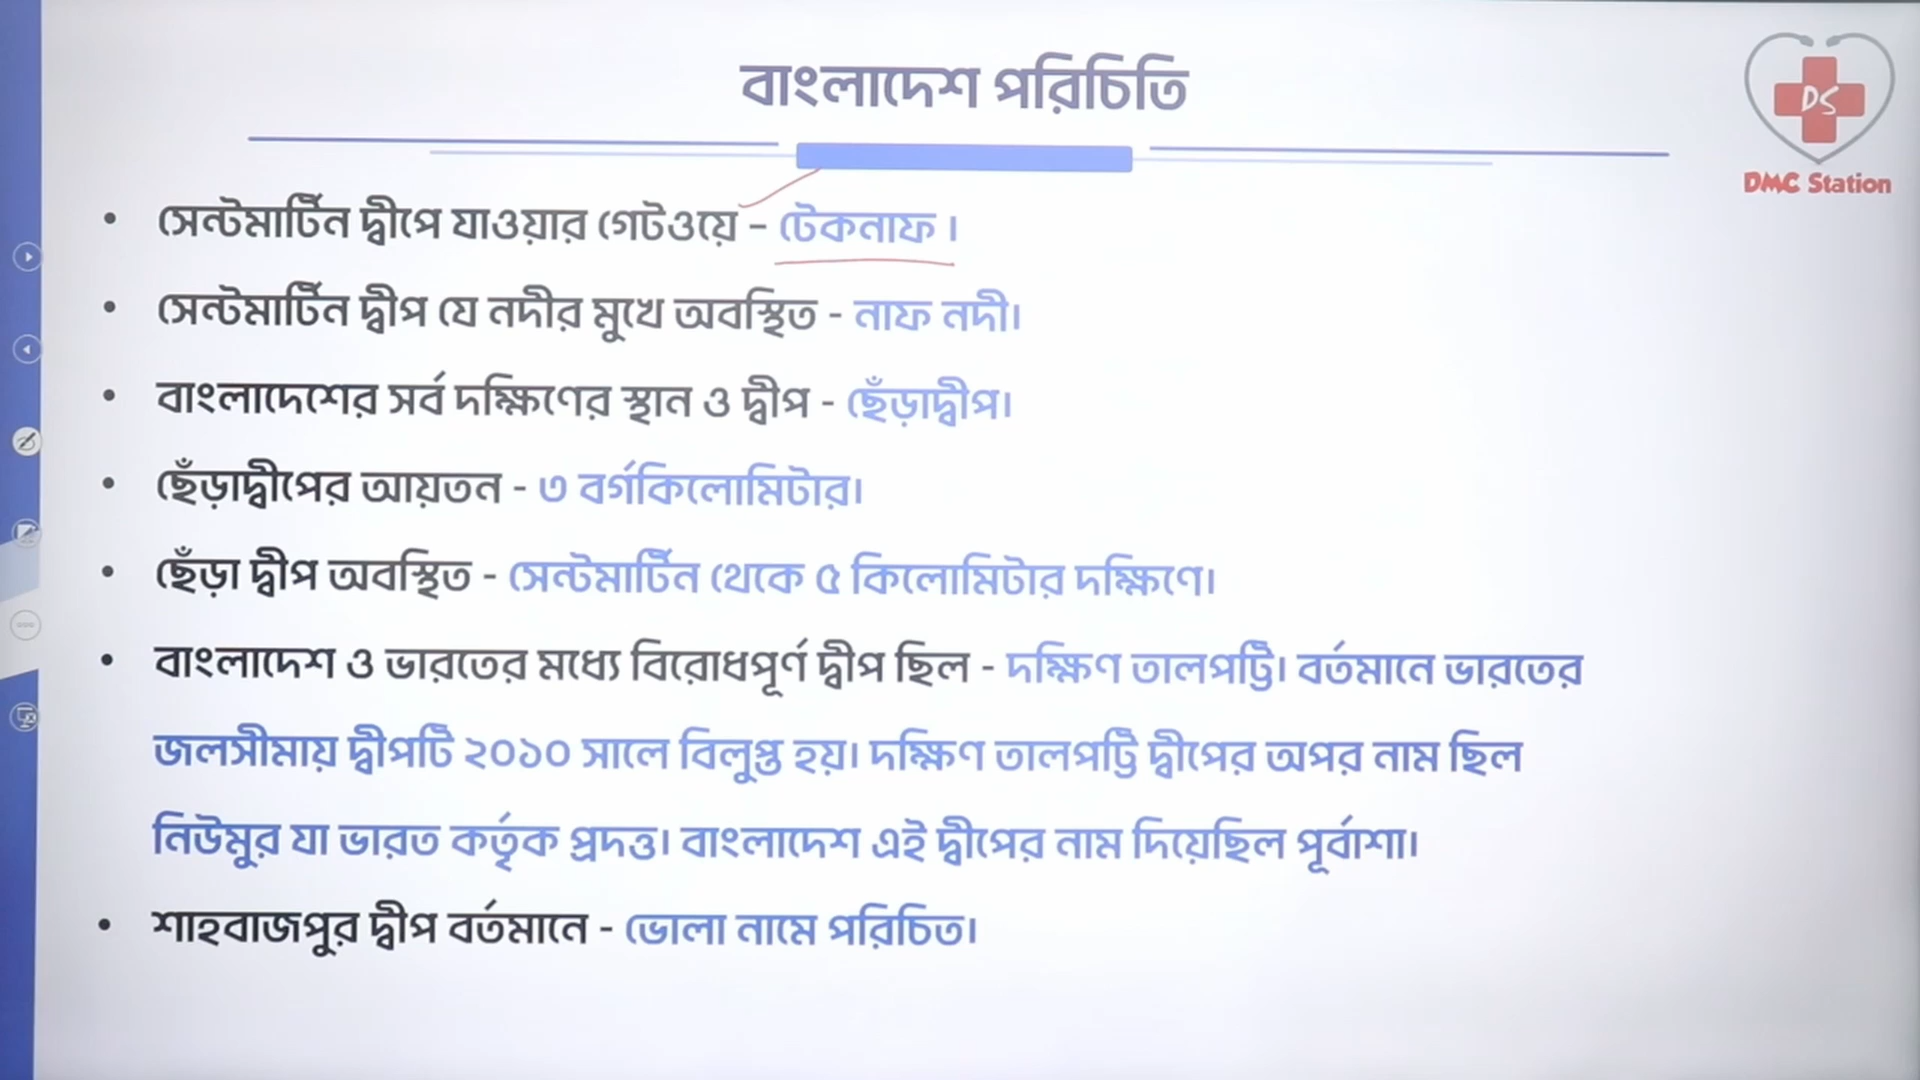 বাংলাদেশ পরিচিতি
DS
DMC Station
• সেন্টমার্টিন দ্বীপে যাওয়ার গেটওয়ে – টেকনাফ ।
• সেন্টমার্টিন দ্বীপ যে নদীর মুখে অবস্থিত - নাফ নদী।
• বাংলাদেশের সর্ব দক্ষিণের স্থান ও দ্বীপ - ছেঁড়াদ্বীপ।
• ছেঁড়াদ্বীপের আয়তন - ৩ বর্গকিলোমিটার।
• ছেঁড়া দ্বীপ অবস্থিত - সেন্টমার্টিন থেকে ৫ কিলোমিটার দক্ষিণে।
• বাংলাদেশ ও ভারতের মধ্যে বিরোধপূর্ণ দ্বীপ ছিল - দক্ষিণ তালপট্টি। বর্তমানে ভারতের
জলসীমায় দ্বীপটি ২০১০ সালে বিলুপ্ত হয়। দক্ষিণ তালপট্টি দ্বীপের অপর নাম ছিল
নিউমুর যা ভারত কর্তৃক প্রদত্ত। বাংলাদেশ এই দ্বীপের নাম দিয়েছিল পূর্বাশা।
• শাহবাজপুর দ্বীপ বর্তমানে - ভোলা নামে পরিচিত।